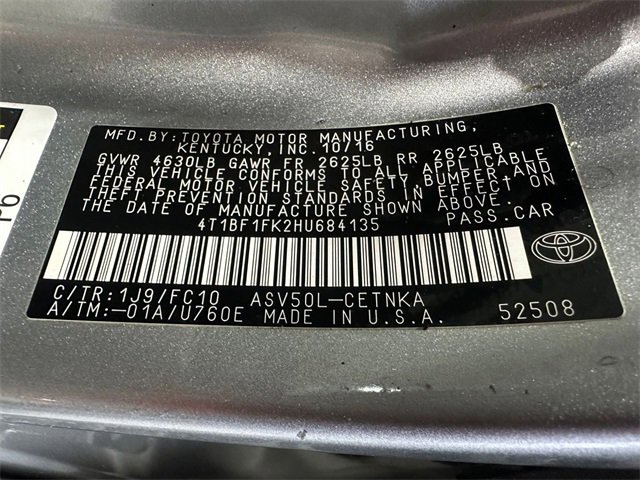 MFD. BY:TOYOTA MOTOR MANUFACTURING,
KENTUCKY, INC. 10/16
GVWR 4630LB GAWR FR 2625LB RR 2625LB
THIS VEHICLE CONFORMS TO ALL APPLICABLE
FEDERAL MOTOR VEHICLE SAFETY, BUMPER, AND
THEFT PREVENTION STANDARDS IN EFFECT ON
THE DATE OF MANUFACTURE SHOWN ABOVE.
4T1BF1FK2HU684135 PASS.CAR
C/TR:1J9/FC10 ASV50L-CETNKA
A/TM:-01A/U760E MADE IN U.S.A. 52508